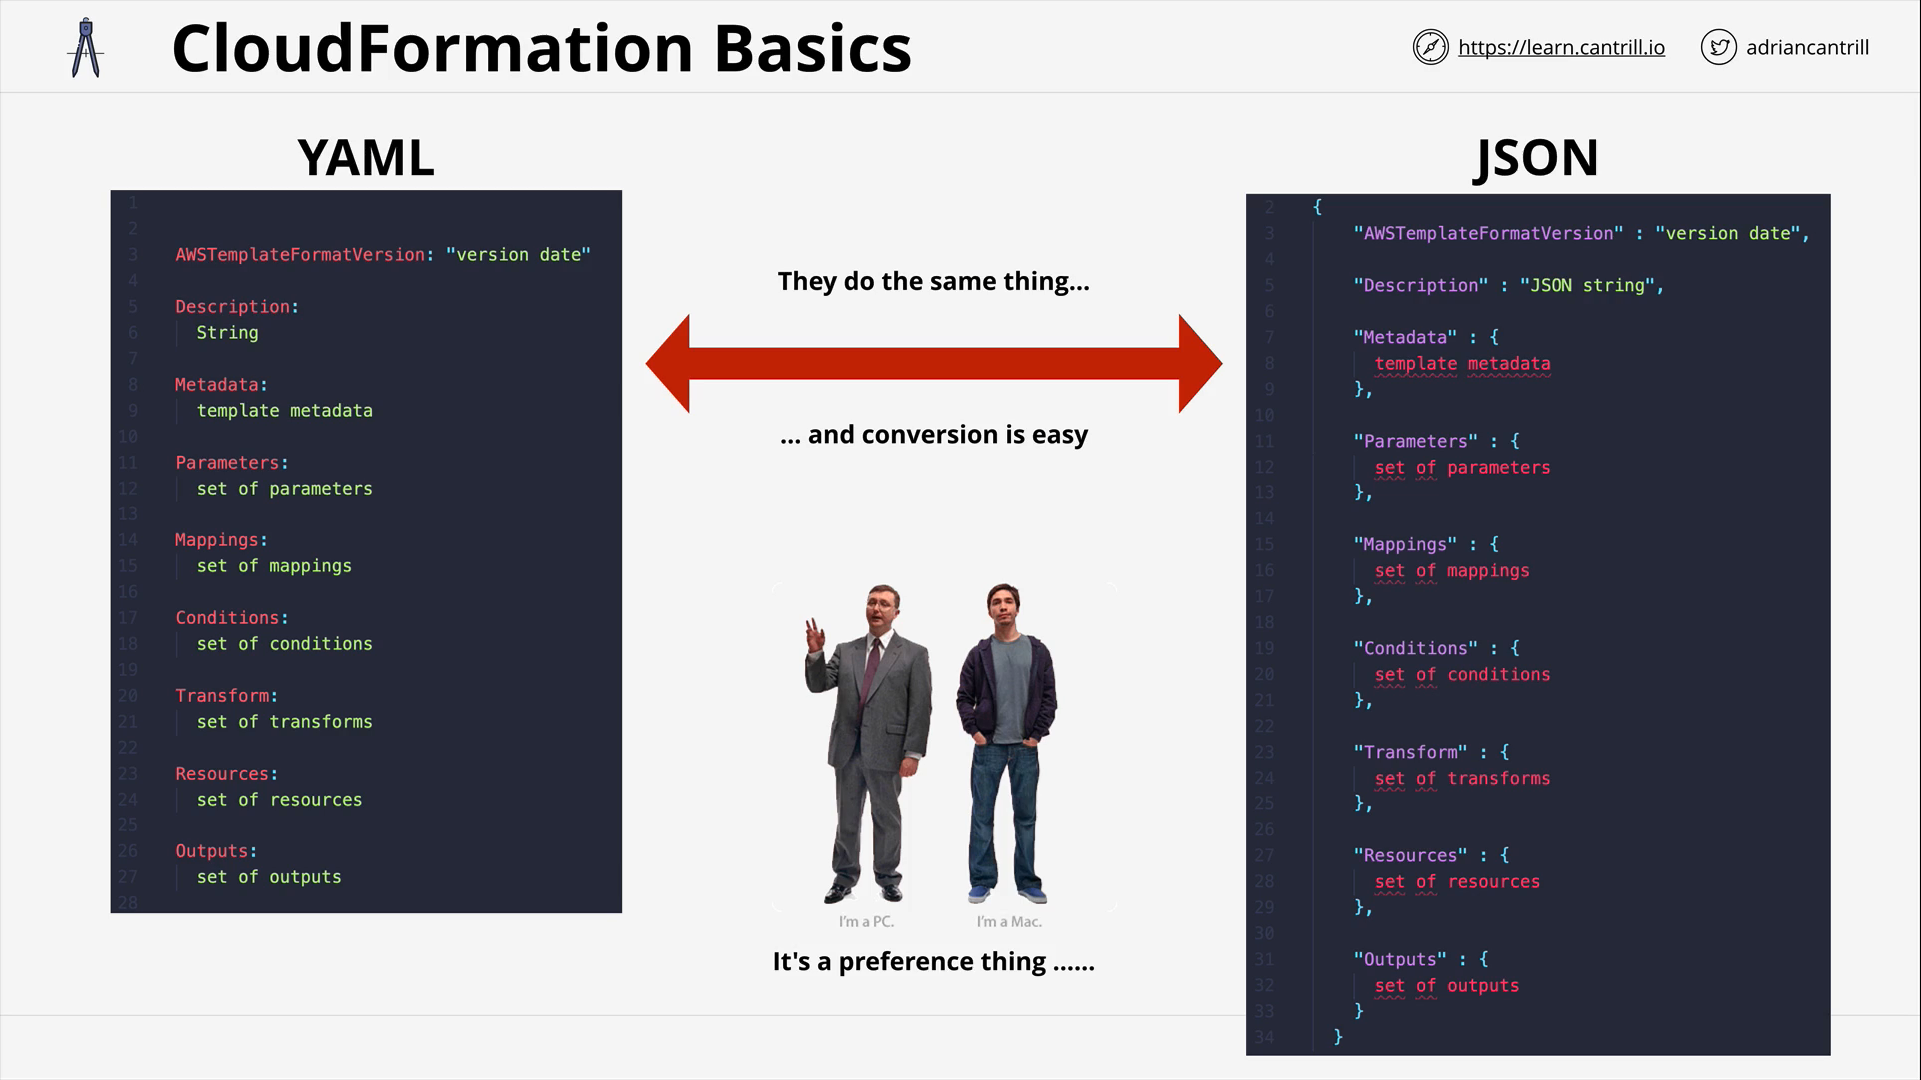 CloudFormation Basics
https://learn.cantrill.io
adriancantrill
YAML
1
2
3 AWSTemplateFormatVersion: "version date"
4
5 Description:
6 String
7
8 Metadata:
9 template metadata
10
11 Parameters:
12 set of parameters
13
14 Mappings:
15 set of mappings
16
17 Conditions:
18 set of conditions
19
20 Transform:
21 set of transforms
22
23 Resources:
24 set of resources
25
26 Outputs:
27 set of outputs
28
They do the same thing...
... and conversion is easy
I'm a PC.
I'm a Mac.
It's a preference thing ......
JSON
2 {
3 "AWSTemplateFormatVersion" : "version date",
4
5 "Description" : "JSON string",
6
7 "Metadata" : {
8 template metadata
9 },
10
11 "Parameters" : {
12 set of parameters
13 },
14
15 "Mappings" : {
16 set of mappings
17 },
18
19 "Conditions" : {
20 set of conditions
21 },
22
23 "Transform" : {
24 set of transforms
25 },
26
27 "Resources" : {
28 set of resources
29 },
30
31 "Outputs" : {
32 set of outputs
33 }
34 }